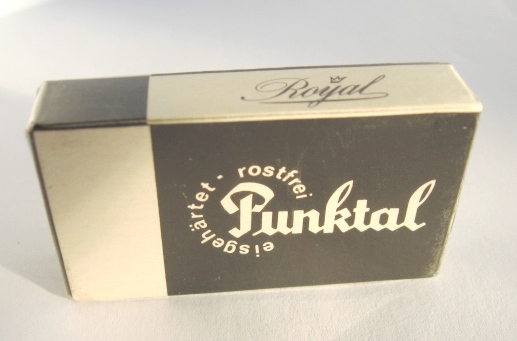 Royal
eisgehärtet - rostfrei
Punktal